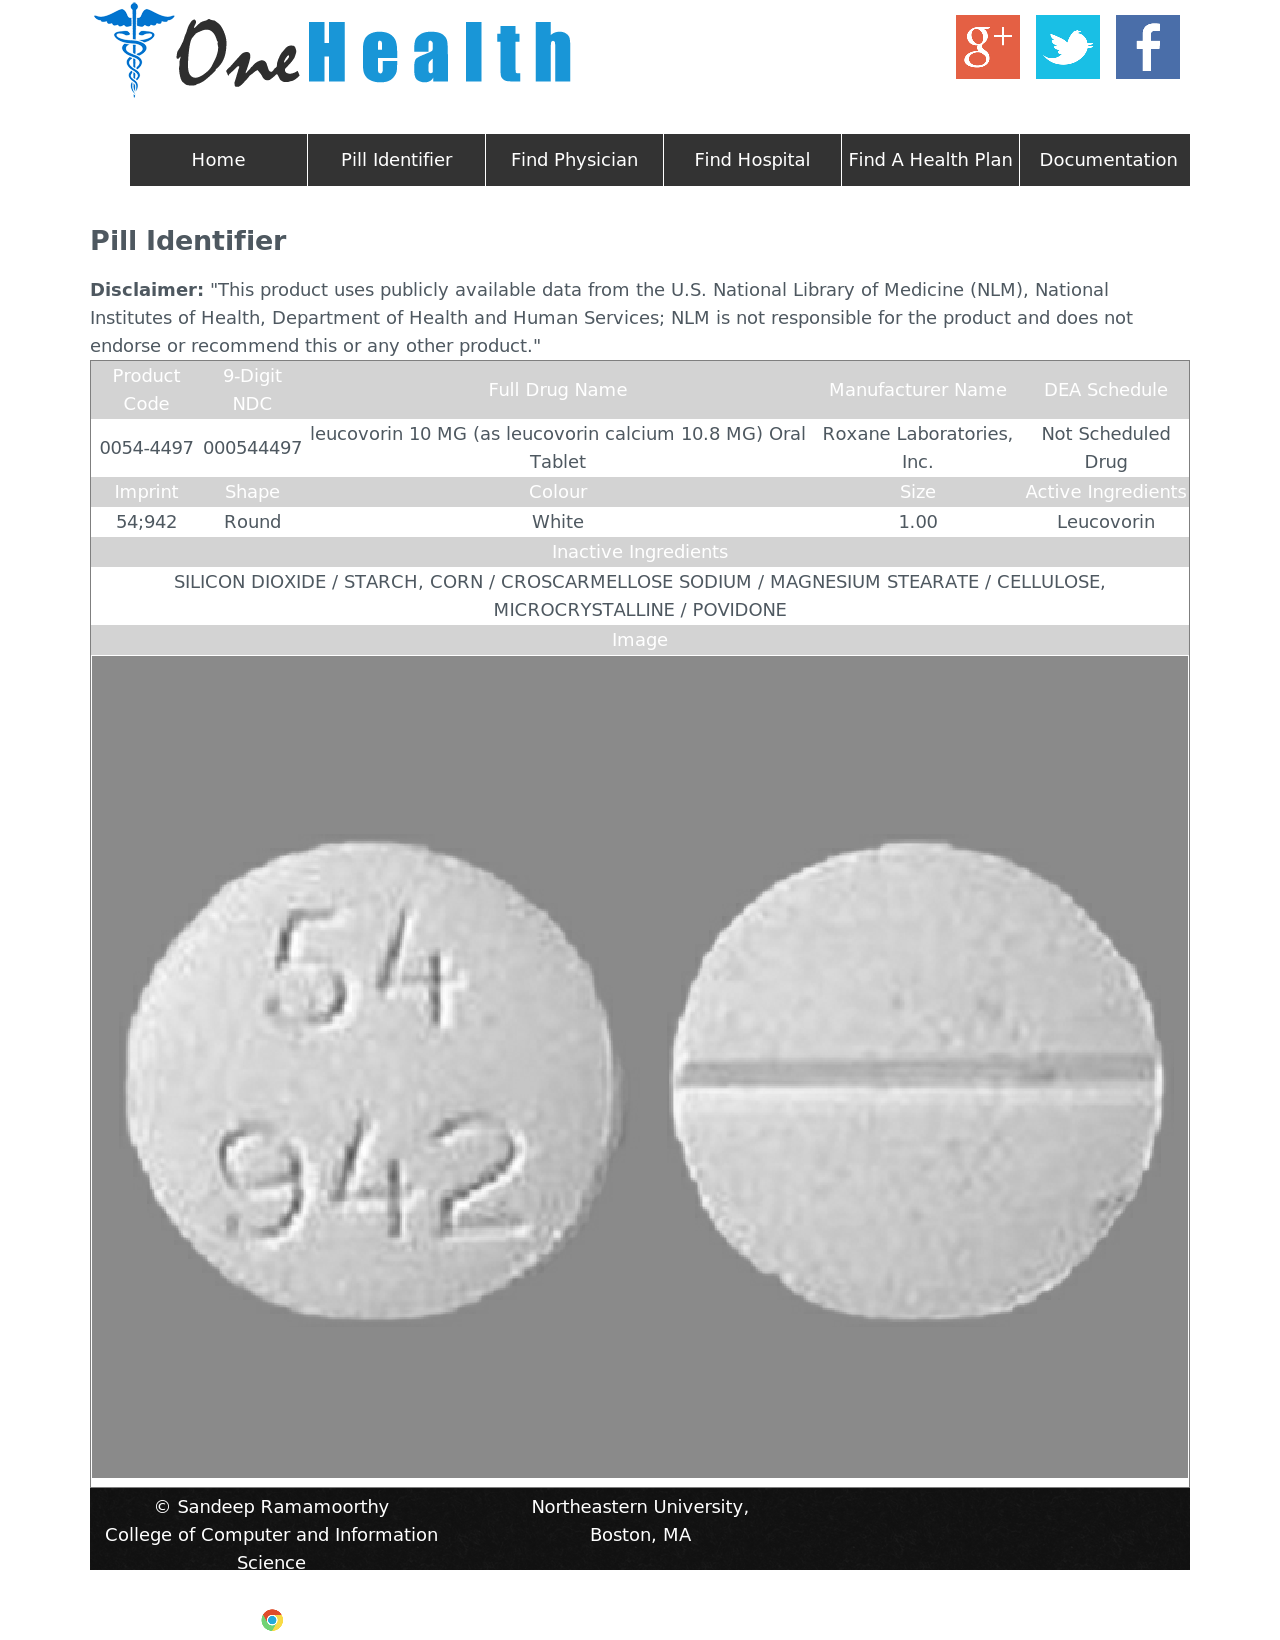 OneHealth
g+
f
Home
Pill Identifier
Find Physician
Find Hospital
Find A Health Plan
Documentation
Pill Identifier
Disclaimer: "This product uses publicly available data from the U.S. National Library of Medicine (NLM), National
Institutes of Health, Department of Health and Human Services; NLM is not responsible for the product and does not
endorse or recommend this or any other product."
Product Code
9-Digit NDC
Full Drug Name
Manufacturer Name
DEA Schedule
0054-4497
000544497
leucovorin 10 MG (as leucovorin calcium 10.8 MG) Oral
Tablet
Roxane Laboratories,
Inc.
Not Scheduled
Drug
Imprint
Shape
Colour
Size
Active Ingredients
54;942
Round
White
1.00
Leucovorin
Inactive Ingredients
SILICON DIOXIDE / STARCH, CORN / CROSCARMELLOSE SODIUM / MAGNESIUM STEARATE / CELLULOSE,
MICROCRYSTALLINE / POVIDONE
Image
54
942
© Sandeep Ramamoorthy
College of Computer and Information
Science
Northeastern University,
Boston, MA